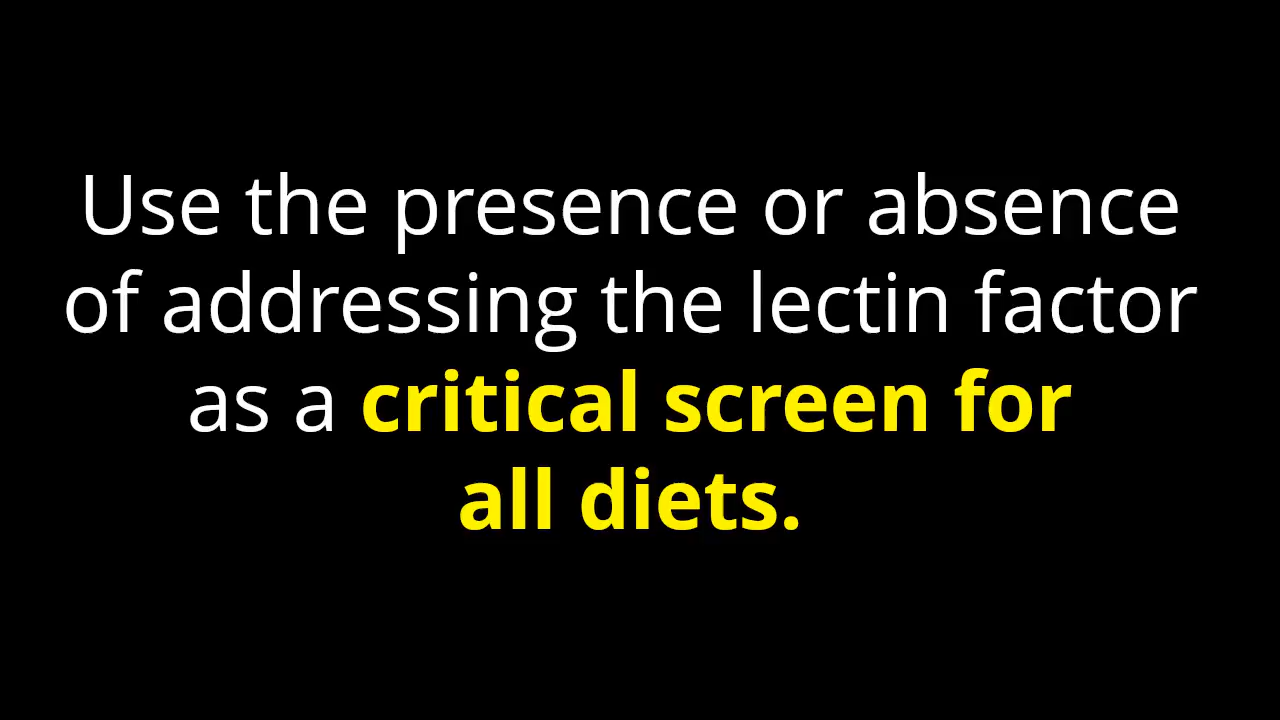 Use the presence or absence
of addressing the lectin factor
as a critical screen for
all diets.